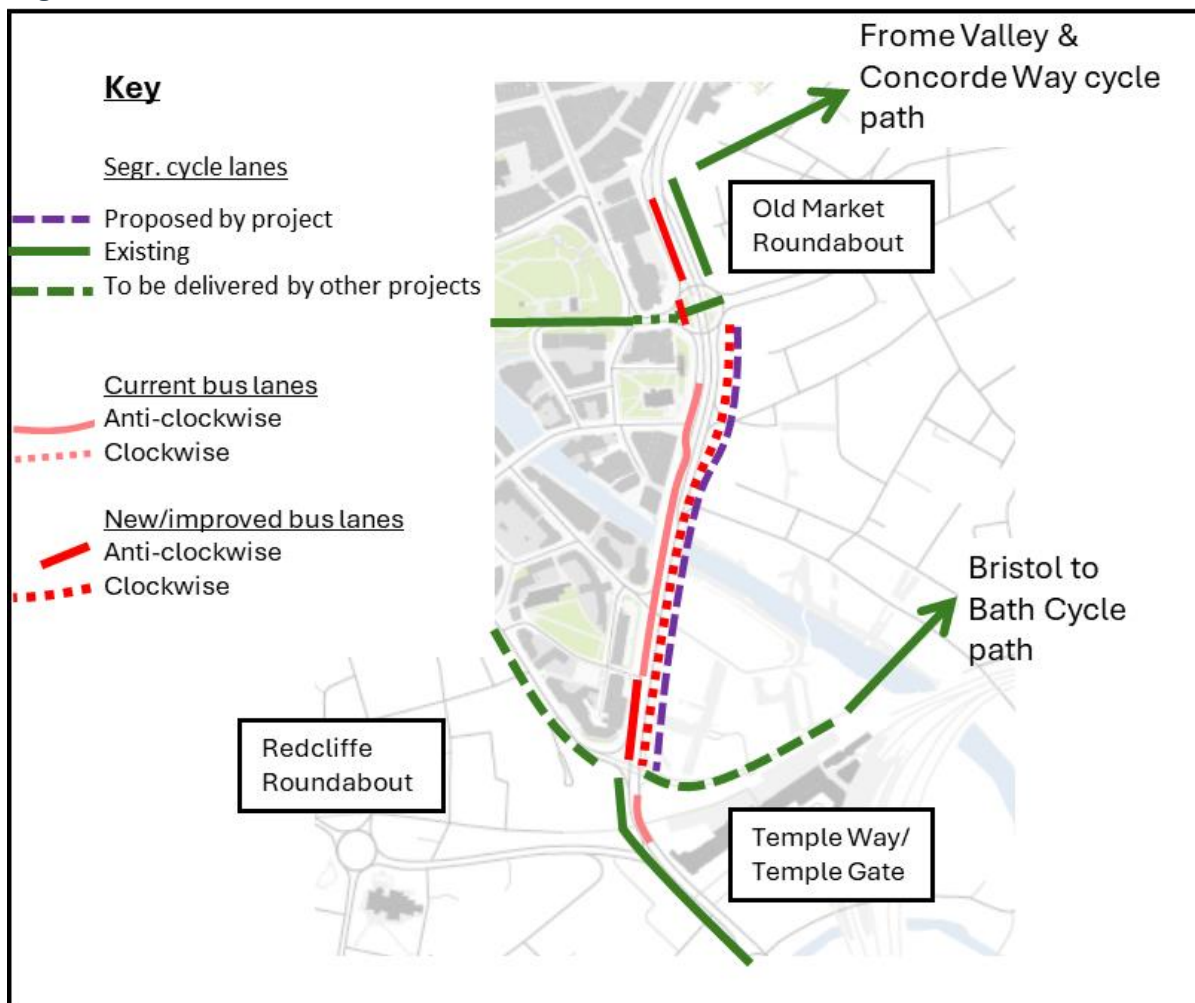 Key
Segr. cycle lanes
Proposed by project
Existing
To be delivered by other projects
Current bus lanes
Anti-clockwise
Clockwise
New/improved bus lanes
Anti-clockwise
Clockwise
Frome Valley &
Concorde Way cycle
path
Old Market
Roundabout
Bristol to
Bath Cycle
path
Redcliffe
Roundabout
Temple Way/
Temple Gate